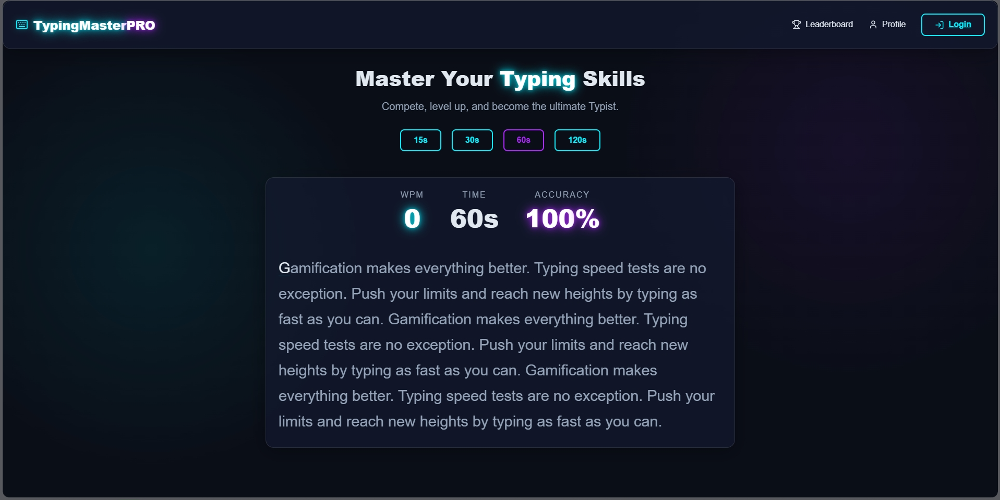 TypingMasterPRO
Leaderboard
Profile
Login
Master Your Typing Skills
Compete, level up, and become the ultimate Typist.
15s
30s
60s
120s
WPM
TIME
ACCURACY
0
60s
100%
Gamification makes everything better. Typing speed tests are no
exception. Push your limits and reach new heights by typing as
fast as you can. Gamification makes everything better. Typing
speed tests are no exception. Push your limits and reach new
heights by typing as fast as you can. Gamification makes
everything better. Typing speed tests are no exception. Push your
limits and reach new heights by typing as fast as you can.